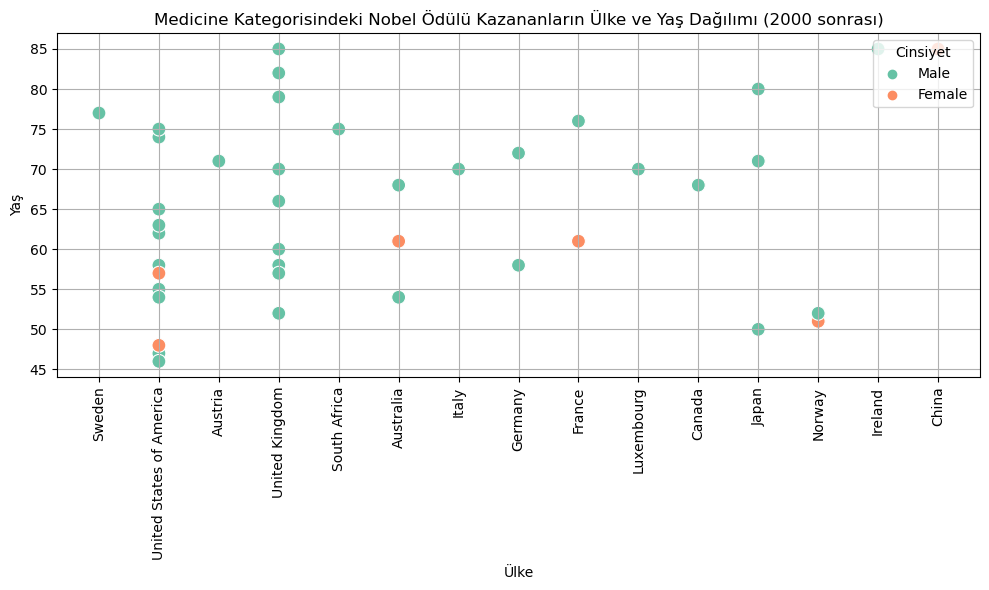 Medicine Kategorisindeki Nobel Ödülü Kazananların Ülke ve Yaş Dağılımı (2000 sonrası)
Cinsiyet
Male
Female
Yaş
85
80
75
70
65
60
55
50
45
Sweden
United States of America
Austria
United Kingdom
South Africa
Australia
Italy
Germany
France
Luxembourg
Canada
Japan
Norway
Ireland
China
Ülke